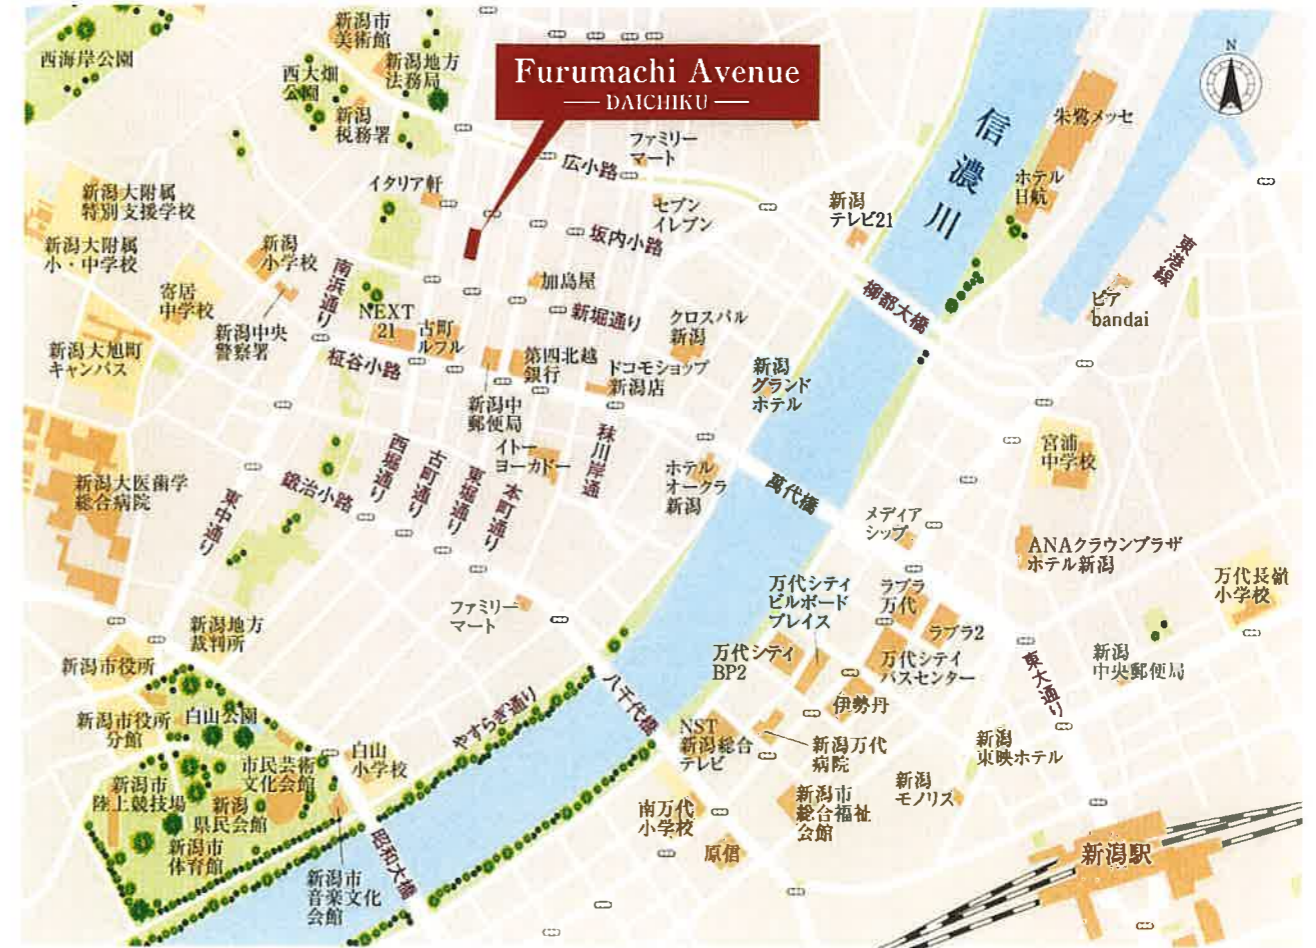 Furumachi Avenue
DAICHIKU
N
西海岸公園
新潟市
美術館
新潟地方
法務局
西大畑
公園
新潟
税務署
ファミリー
マート
広小路
朱鷺メッセ
信濃川
ホテル
日航
イタリア軒
セブン
イレブン
新潟
テレビ21
坂内小路
新潟大附属
特別支援学校
新潟大附属
小・中学校
新潟
小学校
南浜通り
寄居
中学校
新潟中央
警察署
加島屋
新堀通り
柳都大橋
東港線
ピア
bandai
NEXT
21
古町
ルフル
クロスパル
新潟
新潟大旭町
キャンパス
柾谷小路
第四北越
銀行
ドコモショップ
新潟店
新潟
グランド
ホテル
新潟中
郵便局
イトー
ヨーカドー
秣川岸通
西堀通り
古町通り
東堀通り
本町通り
ホテル
オークラ
新潟
萬代橋
宮浦
中学校
新潟大医歯学
総合病院
鍛治小路
東中通り
メディア
シップ
ANAクラウンプラザ
ホテル新潟
万代長嶺
小学校
ファミリー
マート
万代シテイ
ビルボード
プレイス
ラブラ
万代
ラブラ2
新潟地方
裁判所
新潟市役所
万代シテイ
BP2
万代シテイ
バスセンター
新潟
中央郵便局
東大通り
八千代橋
やすらぎ通り
伊勢丹
新潟市役所
分館
白山公園
白山
小学校
NST
新潟総合
テレビ
新潟万代
病院
新潟
東映ホテル
市民芸術
文化会館
新潟市
陸上競技場
新潟
県民会館
新潟市
体育館
南万代
小学校
新潟市
総合福祉
会館
新潟
モノリス
原信
新潟駅
昭和大橋
新潟市
音楽文化
会館